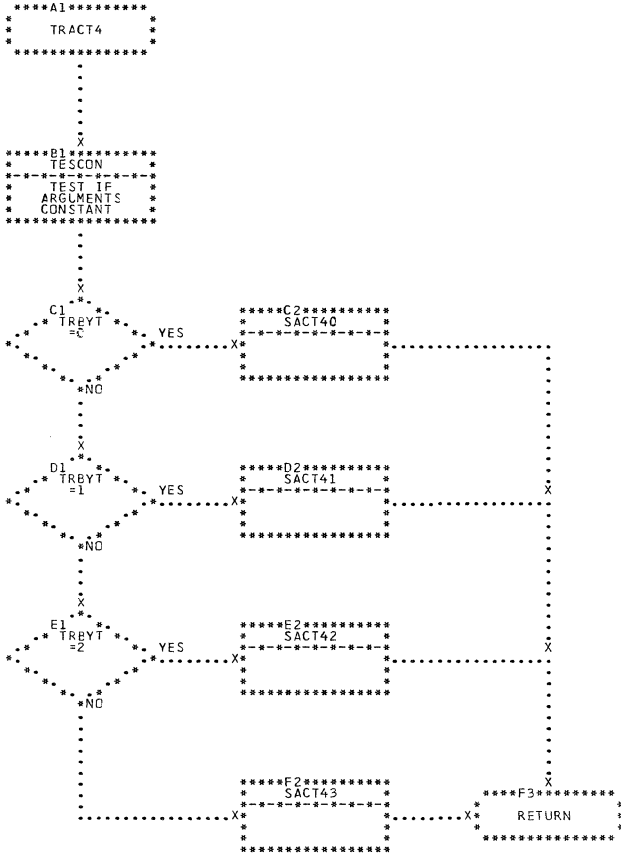 A1
TRACT4
B1
TESCON
TEST IF
ARGUMENTS
CONSTANT
C1
TRBYT
=0
YES
NO
C2
SACT40
D1
TRBYT
=1
YES
NO
D2
SACT41
E1
TRBYT
=2
YES
NO
E2
SACT42
F2
SACT43
F3
RETURN